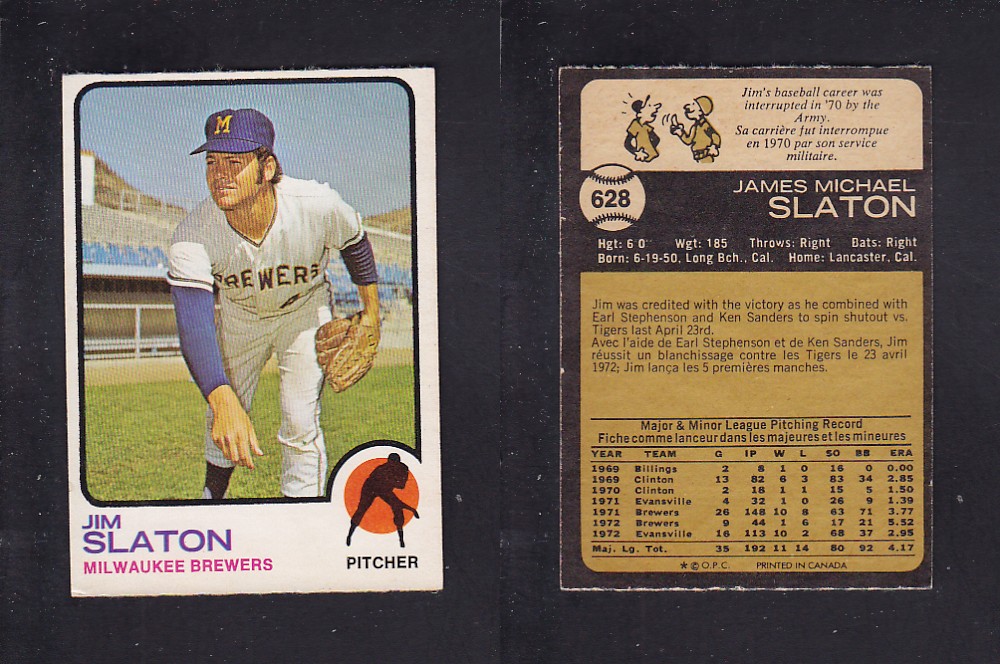 M
BREWERS
JIM
SLATON
MILWAUKEE BREWERS
PITCHER
Jim's baseball career was
interrupted in '70 by the
Army.
Sa carrière fut interrompue
en 1970 par son service
militaire.
628
JAMES MICHAEL
SLATON
Hgt: 6 0" Wgt: 185 Throws: Right Bats: Right
Born: 6-19-50, Long Bch., Cal. Home: Lancaster, Cal.
Jim was credited with the victory as he combined with
Earl Stephenson and Ken Sanders to spin shutout vs.
Tigers last April 23rd.
Avec l'aide de Earl Stephenson et de Ken Sanders, Jim
réussit un blanchissage contre les Tigers le 23 avril
1972; Jim lança les 5 premières manches.
Major & Minor League Pitching Record
Fiche comme lanceur dans les majeures et les mineures
YEAR TEAM G IP W L SO BB ERA
1969 Billings 2 8 1 0 16 0 0.00
1969 Clinton 13 82 6 3 83 34 2.85
1970 Clinton 2 18 1 1 15 5 1.50
1971 Evansville 4 32 1 0 26 9 1.39
1971 Brewers 26 148 10 8 63 71 3.77
1972 Brewers 9 44 1 6 17 21 5.52
1972 Evansville 16 113 10 2 68 37 2.95
Maj. Lg. Tot. 35 192 11 14 80 92 4.17
* © O.P.C. PRINTED IN CANADA